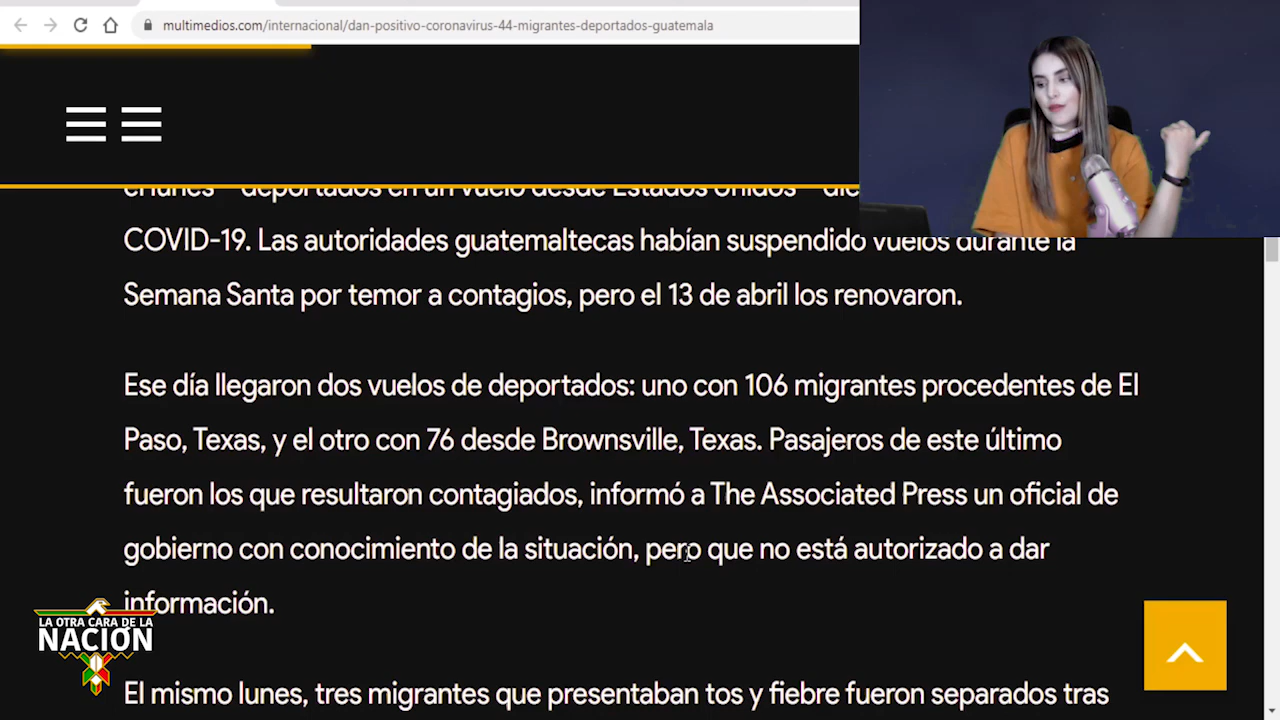 multimedios.com/internacional/dan-positivo-coronavirus-44-migrantes-deportados-guatemala
el lunes deportados en un vuelo desde Estados Unidos
COVID-19. Las autoridades guatemaltecas habían suspendido vuelos durante la
Semana Santa por temor a contagios, pero el 13 de abril los renovaron.
Ese día llegaron dos vuelos de deportados: uno con 106 migrantes procedentes de El
Paso, Texas, y el otro con 76 desde Brownsville, Texas. Pasajeros de este último
fueron los que resultaron contagiados, informó a The Associated Press un oficial de
gobierno con conocimiento de la situación, pero que no está autorizado a dar
información.
LA OTRA CARA DE LA
NACIÓN
El mismo lunes, tres migrantes que presentaban tos y fiebre fueron separados tras